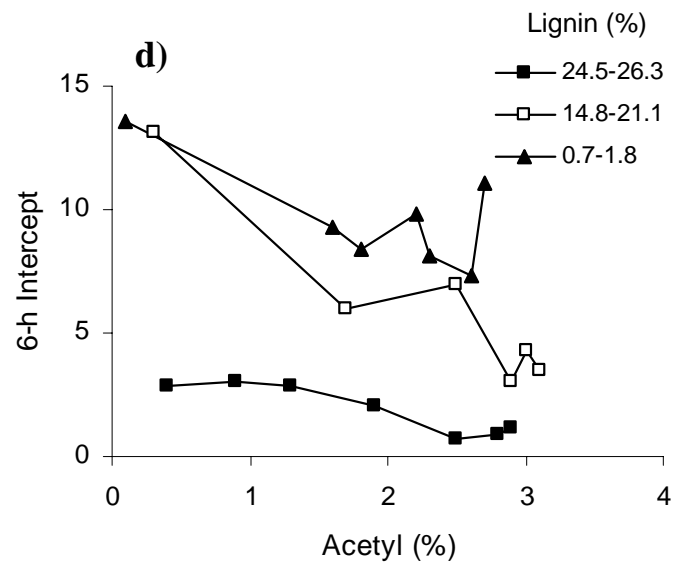 d)
Lignin (%)
24.5-26.3
14.8-21.1
0.7-1.8
15
10
5
0
6-h Intercept
0 1 2 3 4
Acetyl (%)